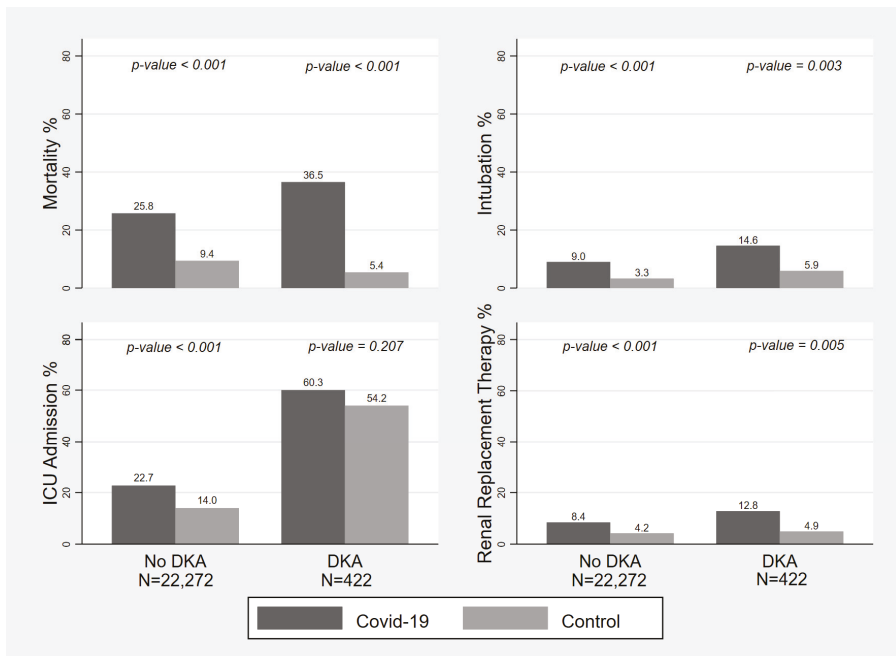 Mortality %
80
60
40
20
0
p-value < 0.001
p-value < 0.001
25.8
9.4
36.5
5.4
Intubation %
80
60
40
20
0
p-value < 0.001
p-value = 0.003
9.0
3.3
14.6
5.9
ICU Admission %
80
60
40
20
0
p-value < 0.001
p-value = 0.207
22.7
14.0
60.3
54.2
No DKA
N=22,272
DKA
N=422
Renal Replacement Therapy %
80
60
40
20
0
p-value < 0.001
p-value = 0.005
8.4
4.2
12.8
4.9
No DKA
N=22,272
DKA
N=422
Covid-19
Control